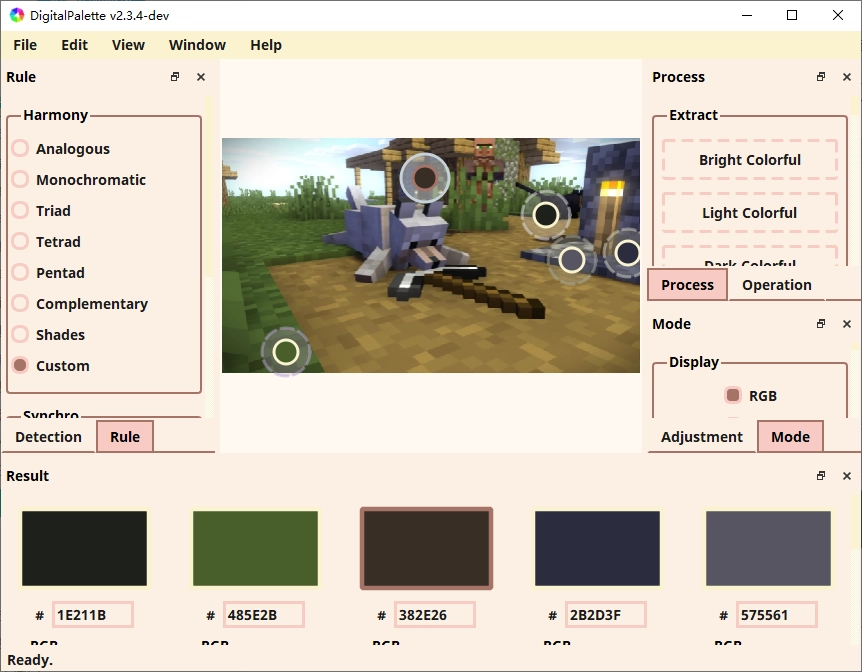 DigitalPalette v2.3.4-dev
File Edit View Window Help
Rule
Harmony
Analogous
Monochromatic
Triad
Tetrad
Pentad
Complementary
Shades
Custom
Synchro
Detection Rule
Process
Extract
Bright Colorful
Light Colorful
Dark Colorful
Process Operation
Mode
Display
RGB
Adjustment Mode
Result
# 1E211B # 485E2B # 382E26 # 2B2D3F # 575561
RGB RGB RGB RGB RGB
Ready.